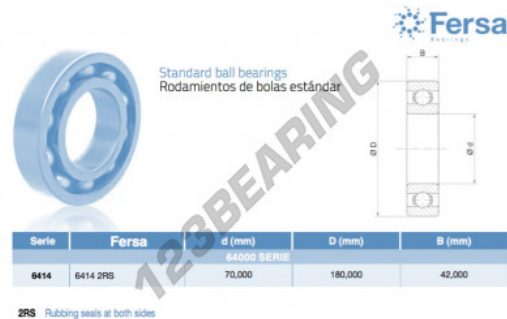 Fersa
Bearings
Standard ball bearings
Rodamientos de bolas estándar
B
Ø D
Ø d
123BEARING
Serie Fersa d (mm) D (mm) B (mm)
64000 SERIE
6414 6414 2RS 70,000 180,000 42,000
2RS Rubbing seals at both sides